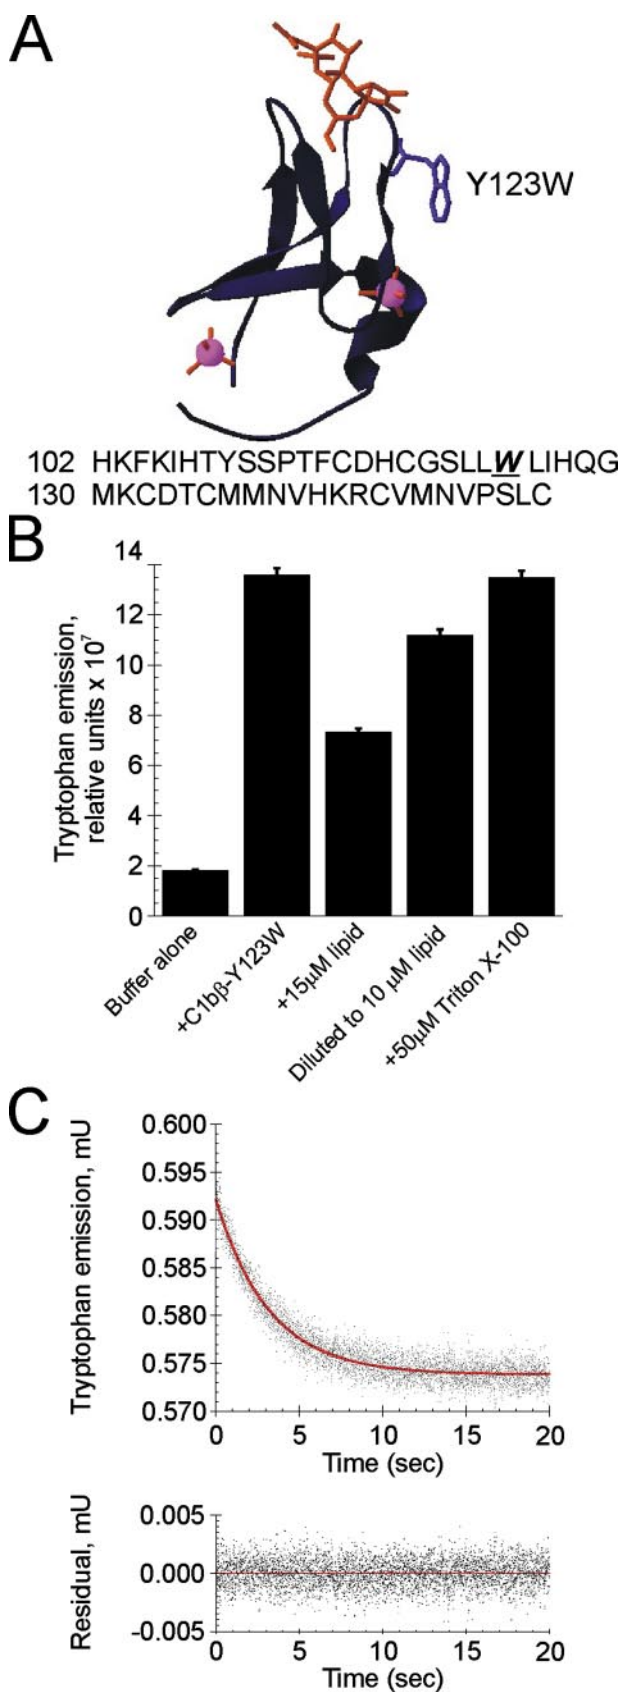 A
Y123W
102 HKFKIHTYSSPTFCDHCGSLLW LIHQG
130 MKCDTCMMNVHKRCVMNVPSLC
B
Tryptophan emission,
relative units x 10⁷
14
12
10
8
6
4
2
0
Buffer alone
+C1bβ-Y123W
+15μM lipid
Diluted to 10 μM lipid
+50μM Triton X-100
C
Tryptophan emission, mU
0.600
0.595
0.590
0.585
0.580
0.575
0.570
0 5 10 15 20
Time (sec)
Residual, mU
0.005
0.000
-0.005
0 5 10 15 20
Time (sec)